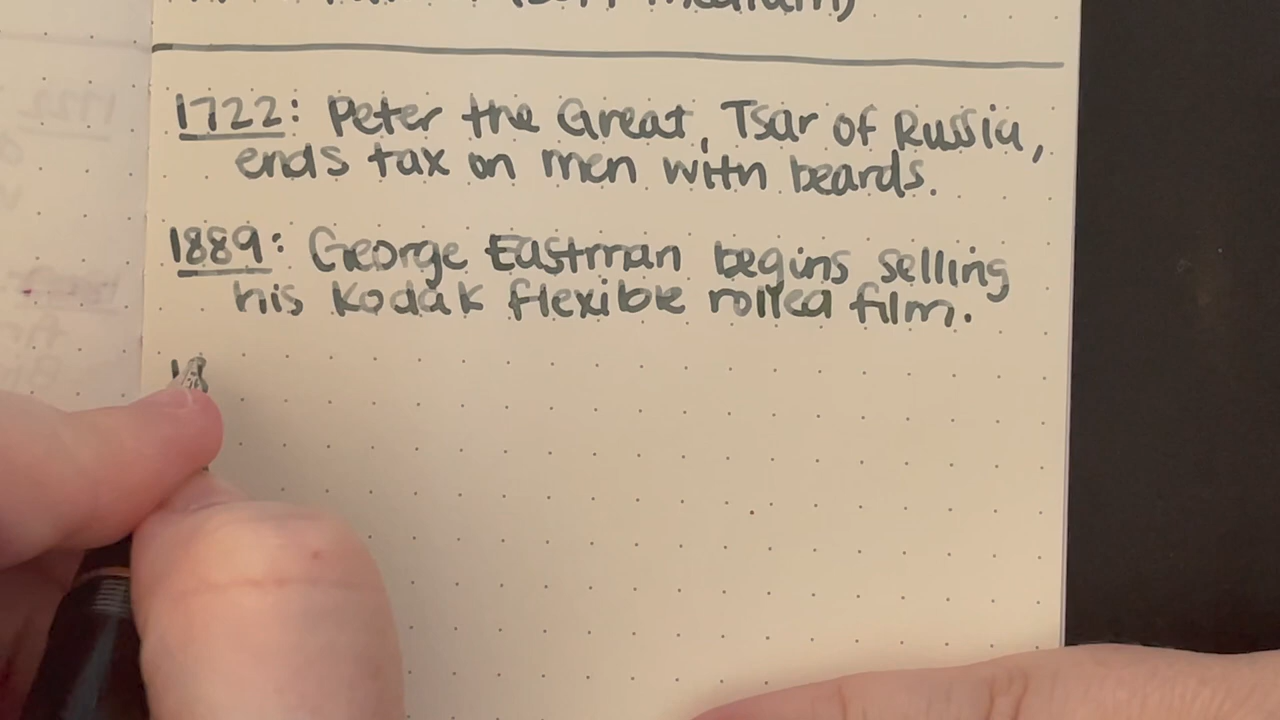 1722: Peter the Great, Tsar of Russia,
ends tax on men with beards.
1889: George Eastman begins selling
his Kodak flexible rolled film.
18